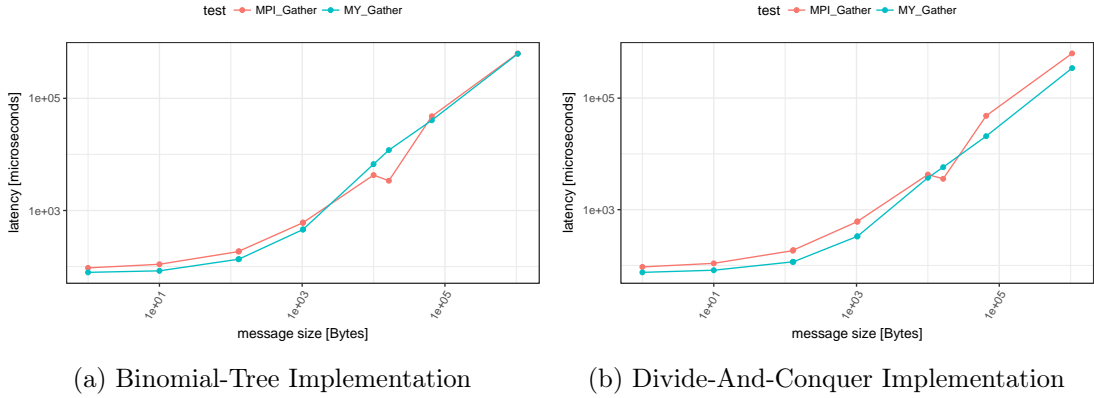 test MPI_Gather MY_Gather
1e+05
1e+03
latency [microseconds]
1e+01 1e+03 1e+05
message size [Bytes]
(a) Binomial-Tree Implementation
test MPI_Gather MY_Gather
1e+05
1e+03
latency [microseconds]
1e+01 1e+03 1e+05
message size [Bytes]
(b) Divide-And-Conquer Implementation